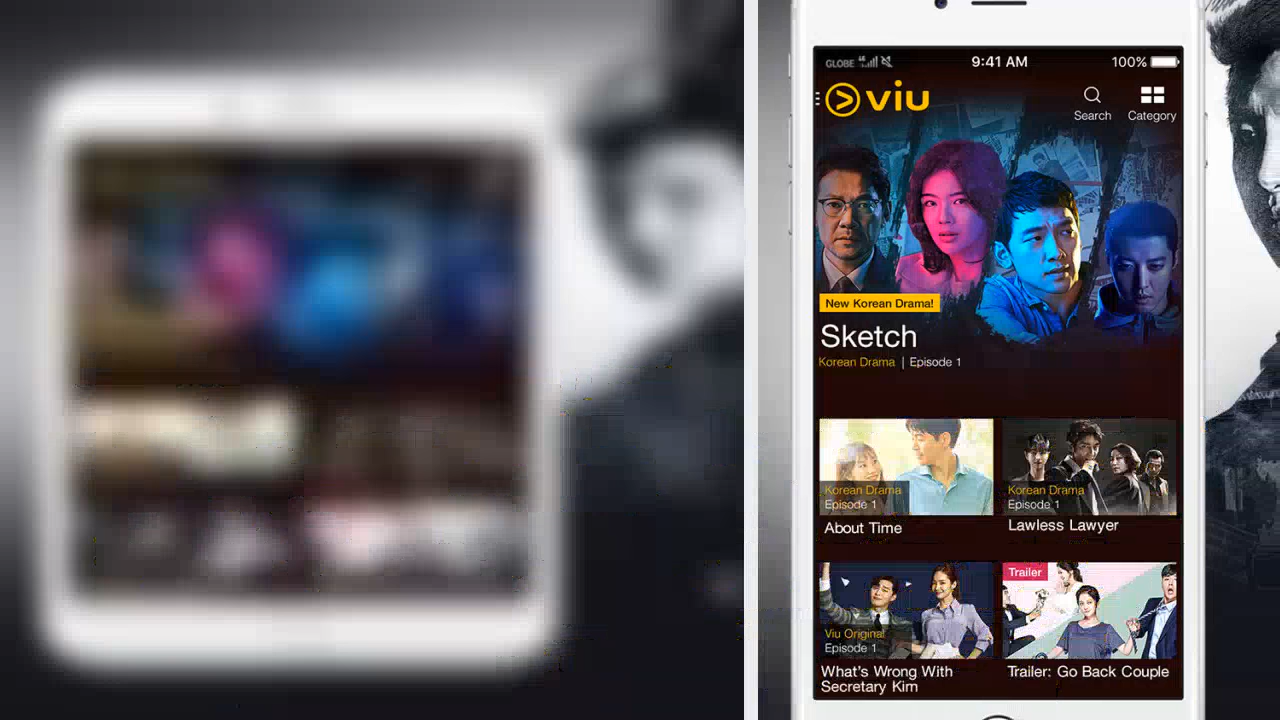 GLOBE
9:41 AM
100%
viu
Search
Category
New Korean Drama!
Sketch
Korean Drama | Episode 1
Korean Drama
Episode 1
About Time
Korean Drama
Episode 1
Lawless Lawyer
Viu Original
Episode 1
What's Wrong With
Secretary Kim
Trailer
Trailer: Go Back Couple